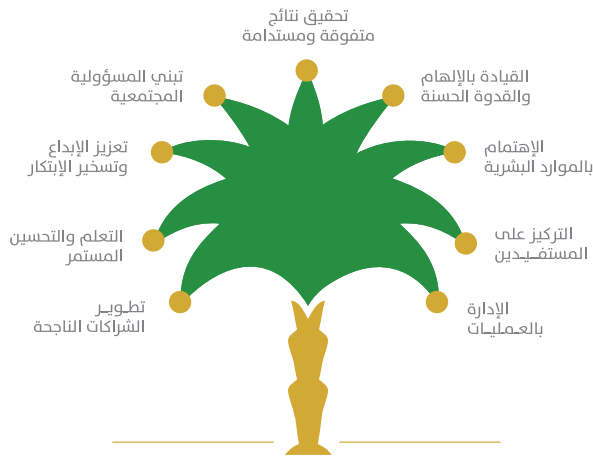 تحقيق نتائج
متفوقة ومستدامة
القيادة بالإلهام
والقدوة الحسنة
الإهتمام
بالموارد البشرية
التركيز على
المستفـيـدين
الإدارة
بالعـمليـات
تبني المسؤولية
المجتمعية
تعزيز الإبداع
وتسخير الإبتكار
التعلم والتحسين
المستمر
تطـويـر
الشراكات الناجحة